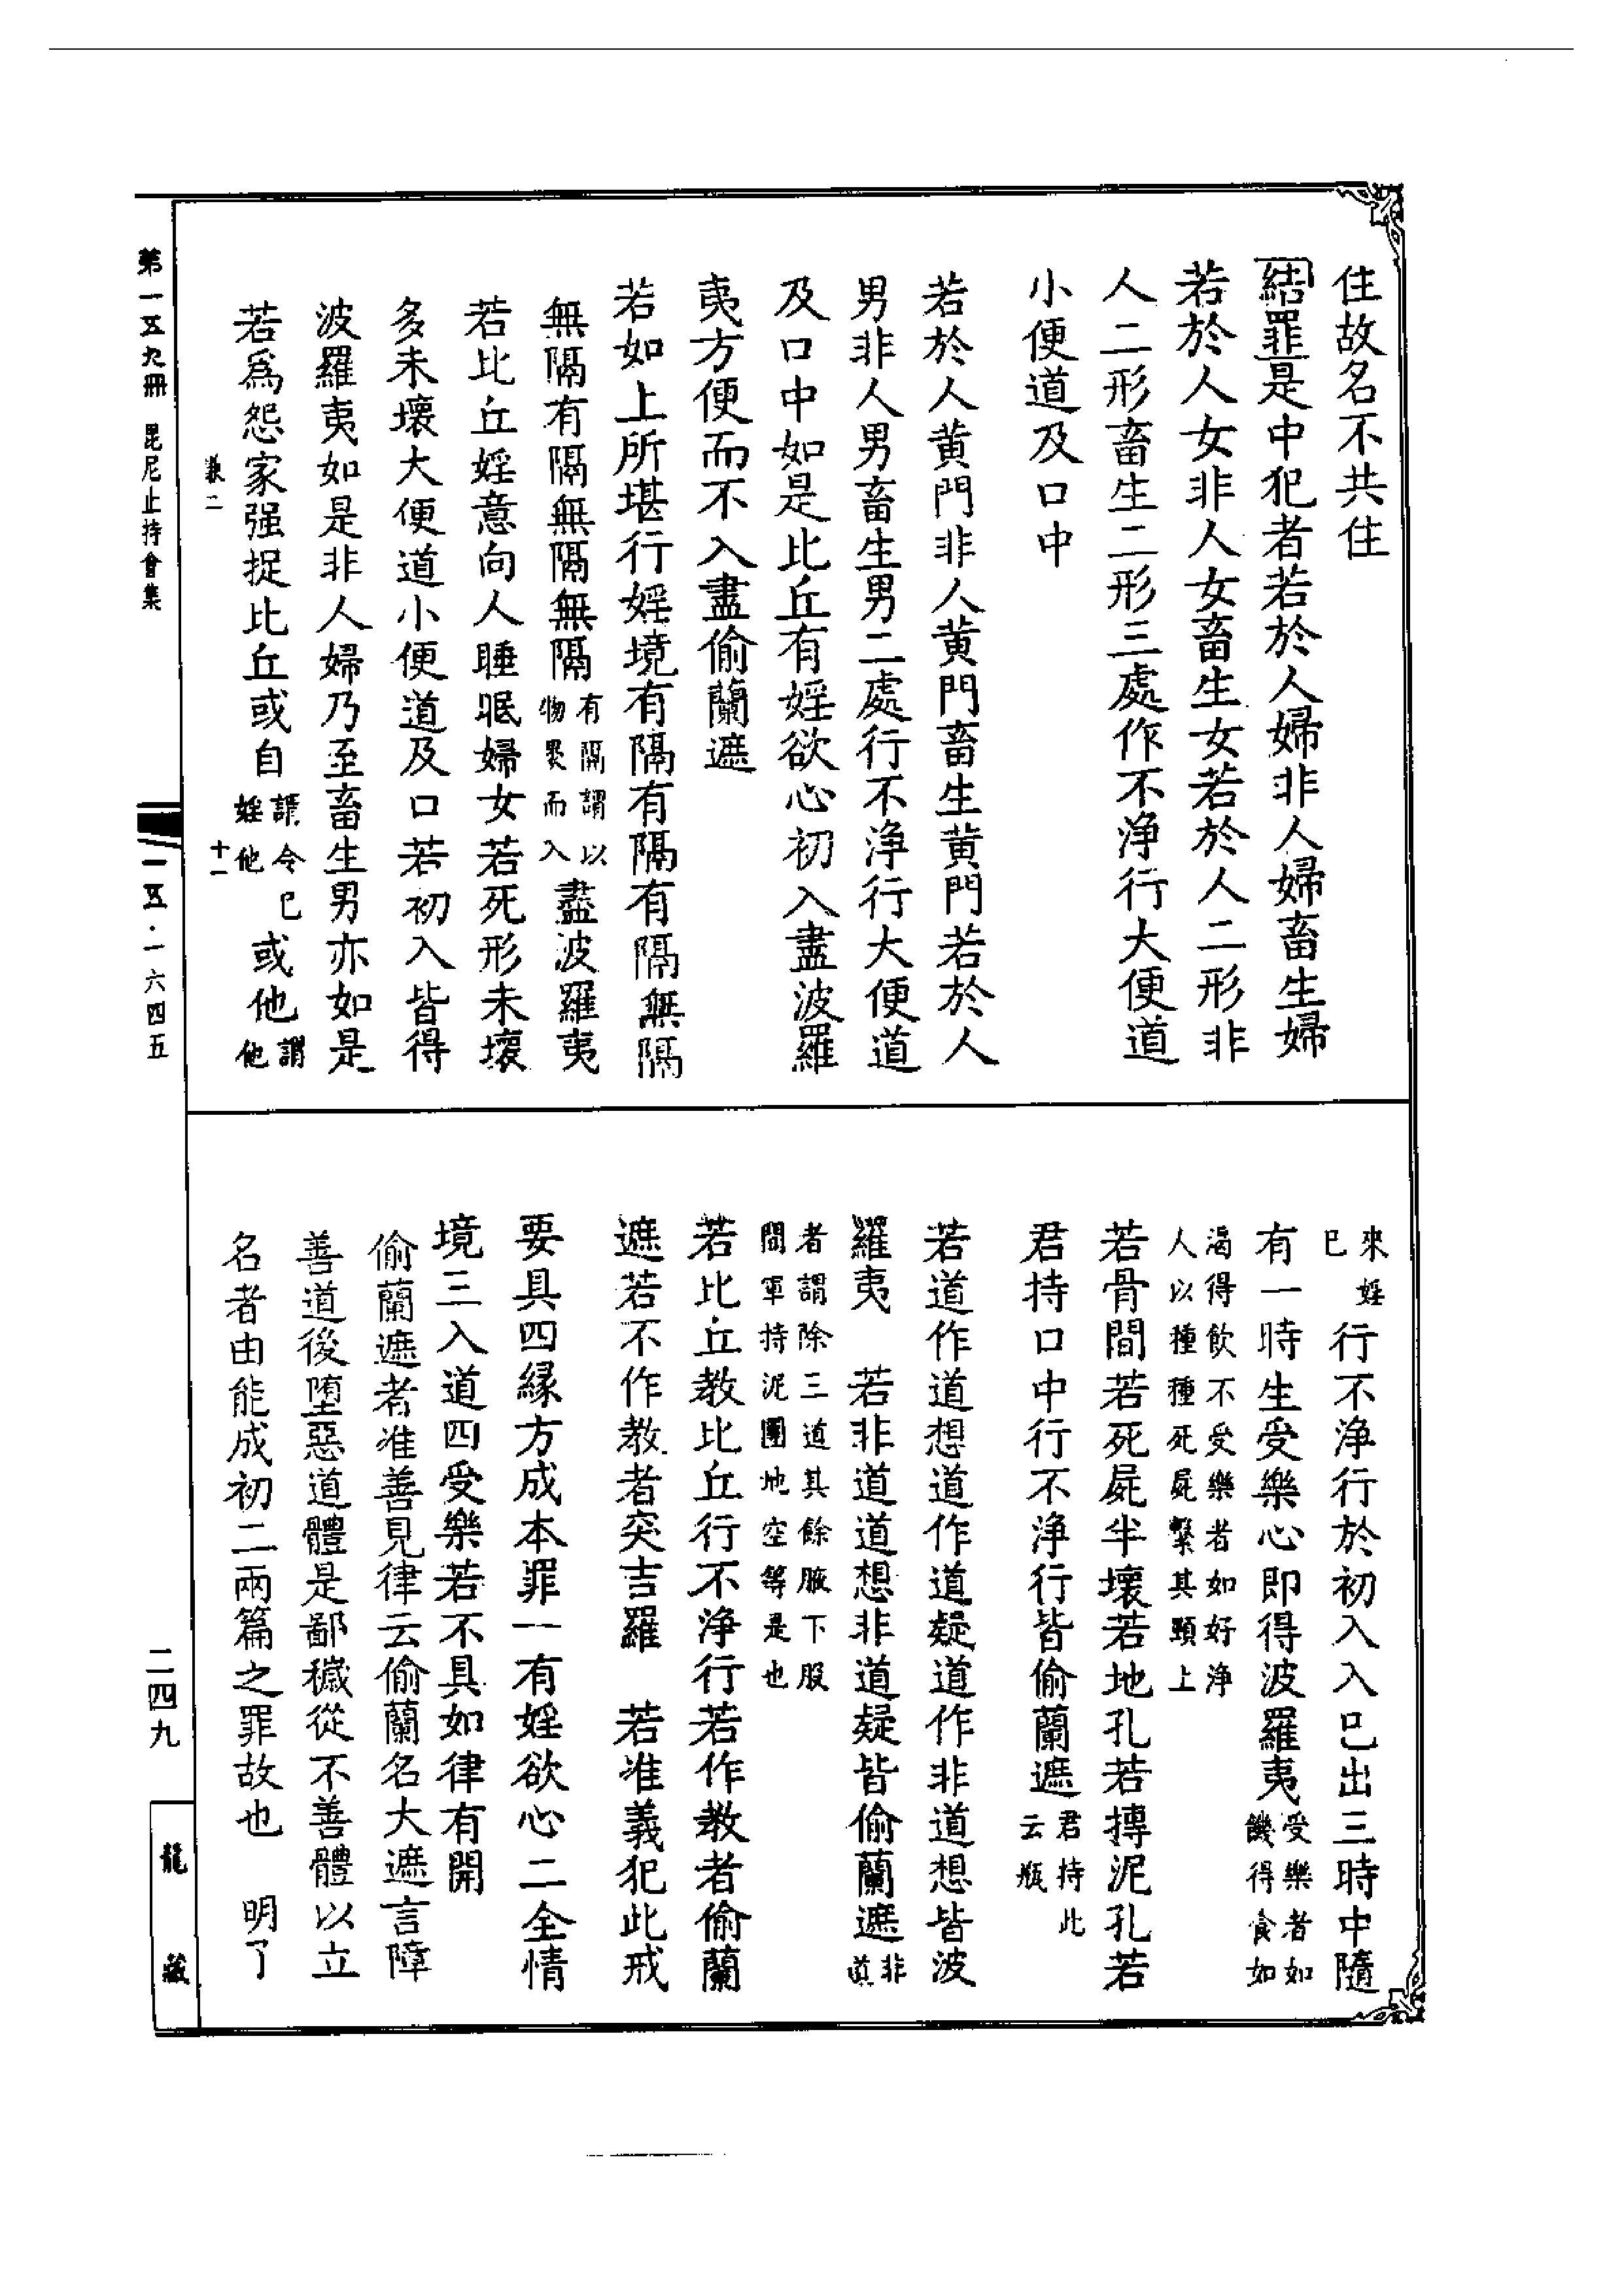 住故名不共住
結罪是中犯者若於人婦非人婦畜生婦
若於人女非人女畜生女若於人二形非
人二形畜生二形三處作不淨行大便道
小便道及口中
若於人黃門非人黃門畜生黃門若於人
男非人男畜生男二處行不淨行大便道
及口中如是比丘有婬欲心初入盡波羅
夷方便而不入盡偷蘭遮
若如上所堪行婬境有隔有隔有隔無隔
無隔有隔無隔無隔有隔謂以物褁而入盡波羅夷
若比丘婬意向人睡眠婦女若死形未壞
多未壞大便道小便道及口若初入皆得
波羅夷如是非人婦乃至畜生男亦如是
若爲怨家强捉比丘或自謂令已婬他或他謂他
來婬已行不淨行於初入入已出三時中隨
有一時生受樂心即得波羅夷受樂者如饑得食如
渴得飲不受樂者如好淨人以種種死屍繫其頸上
若骨間若死屍半壞若地孔若摶泥孔若
君持口中行不淨行皆偷蘭遮君持此云瓶
若道作道想道作道疑道作非道想皆波
羅夷　若非道道想非道疑皆偷蘭遮非道
者謂除三道其餘腋下股間軍持泥團地空等是也
若比丘教比丘行不淨行若作教者偷蘭
遮若不作教者突吉羅　若准義犯此戒
要具四緣方成本罪一有婬欲心二全情
境三入道四受樂若不具如律有開
偷蘭遮者准善見律云偷蘭名大遮言障
善道後墮惡道體是鄙穢從不善體以立
名者由能成初二兩篇之罪故也　明了
第一五九冊　毘尼止持會集
謙二
十一
一五・一六四五
二四九
龍藏